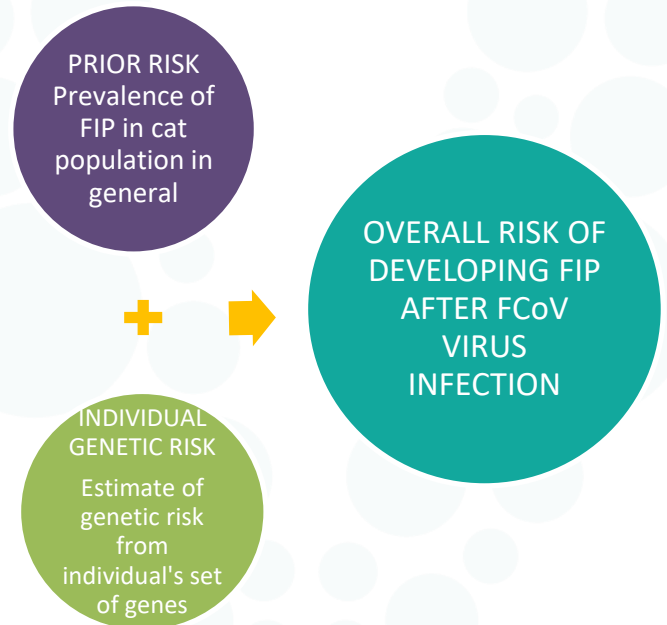 PRIOR RISK
Prevalence of
FIP in cat
population in
general
+
INDIVIDUAL
GENETIC RISK
Estimate of
genetic risk
from
individual's set
of genes
OVERALL RISK OF
DEVELOPING FIP
AFTER FCoV
VIRUS
INFECTION